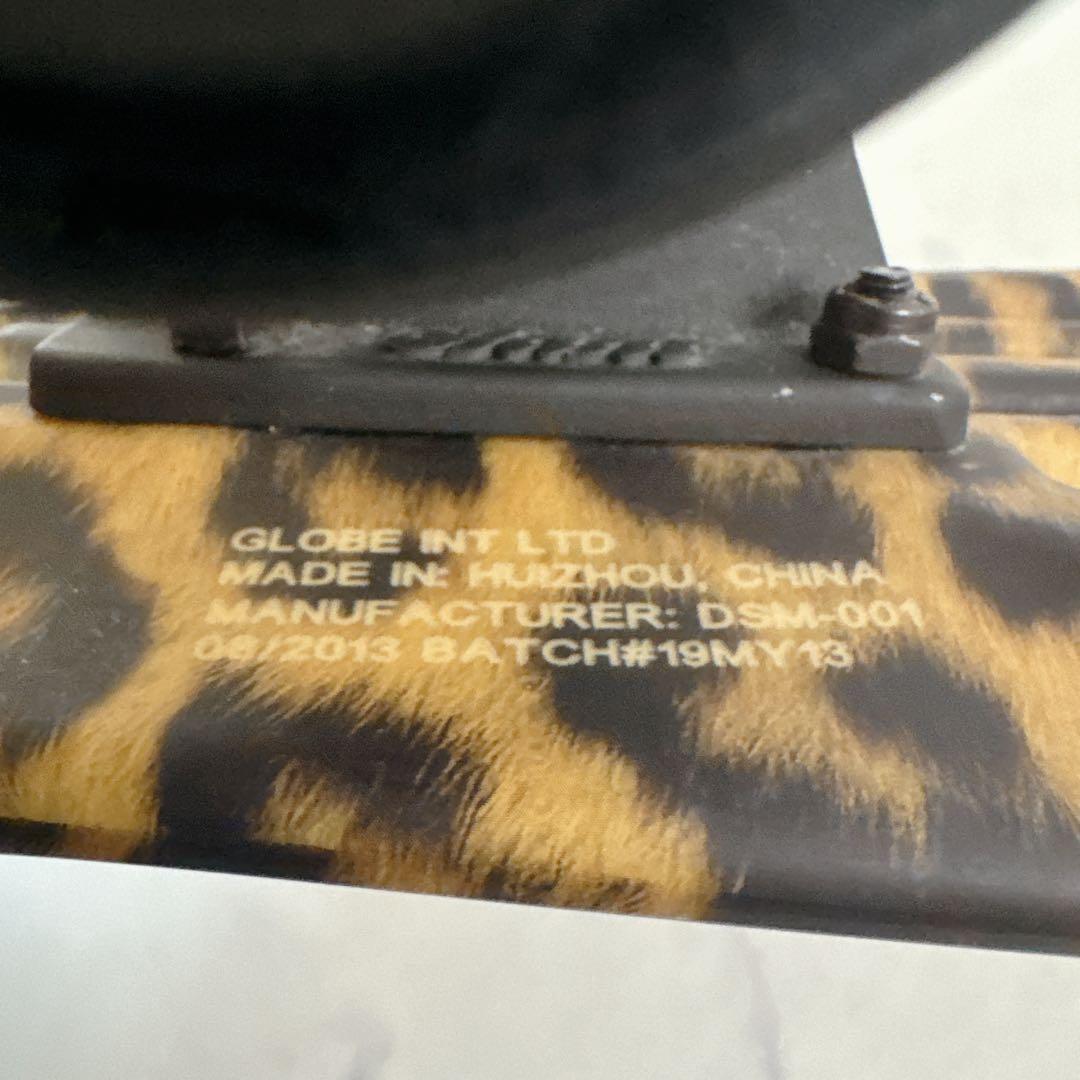 GLOBE INT LTD
MADE IN: HUIZHOU, CHINA
MANUFACTURER: DSM-001
06/2013 BATCH#19MY13